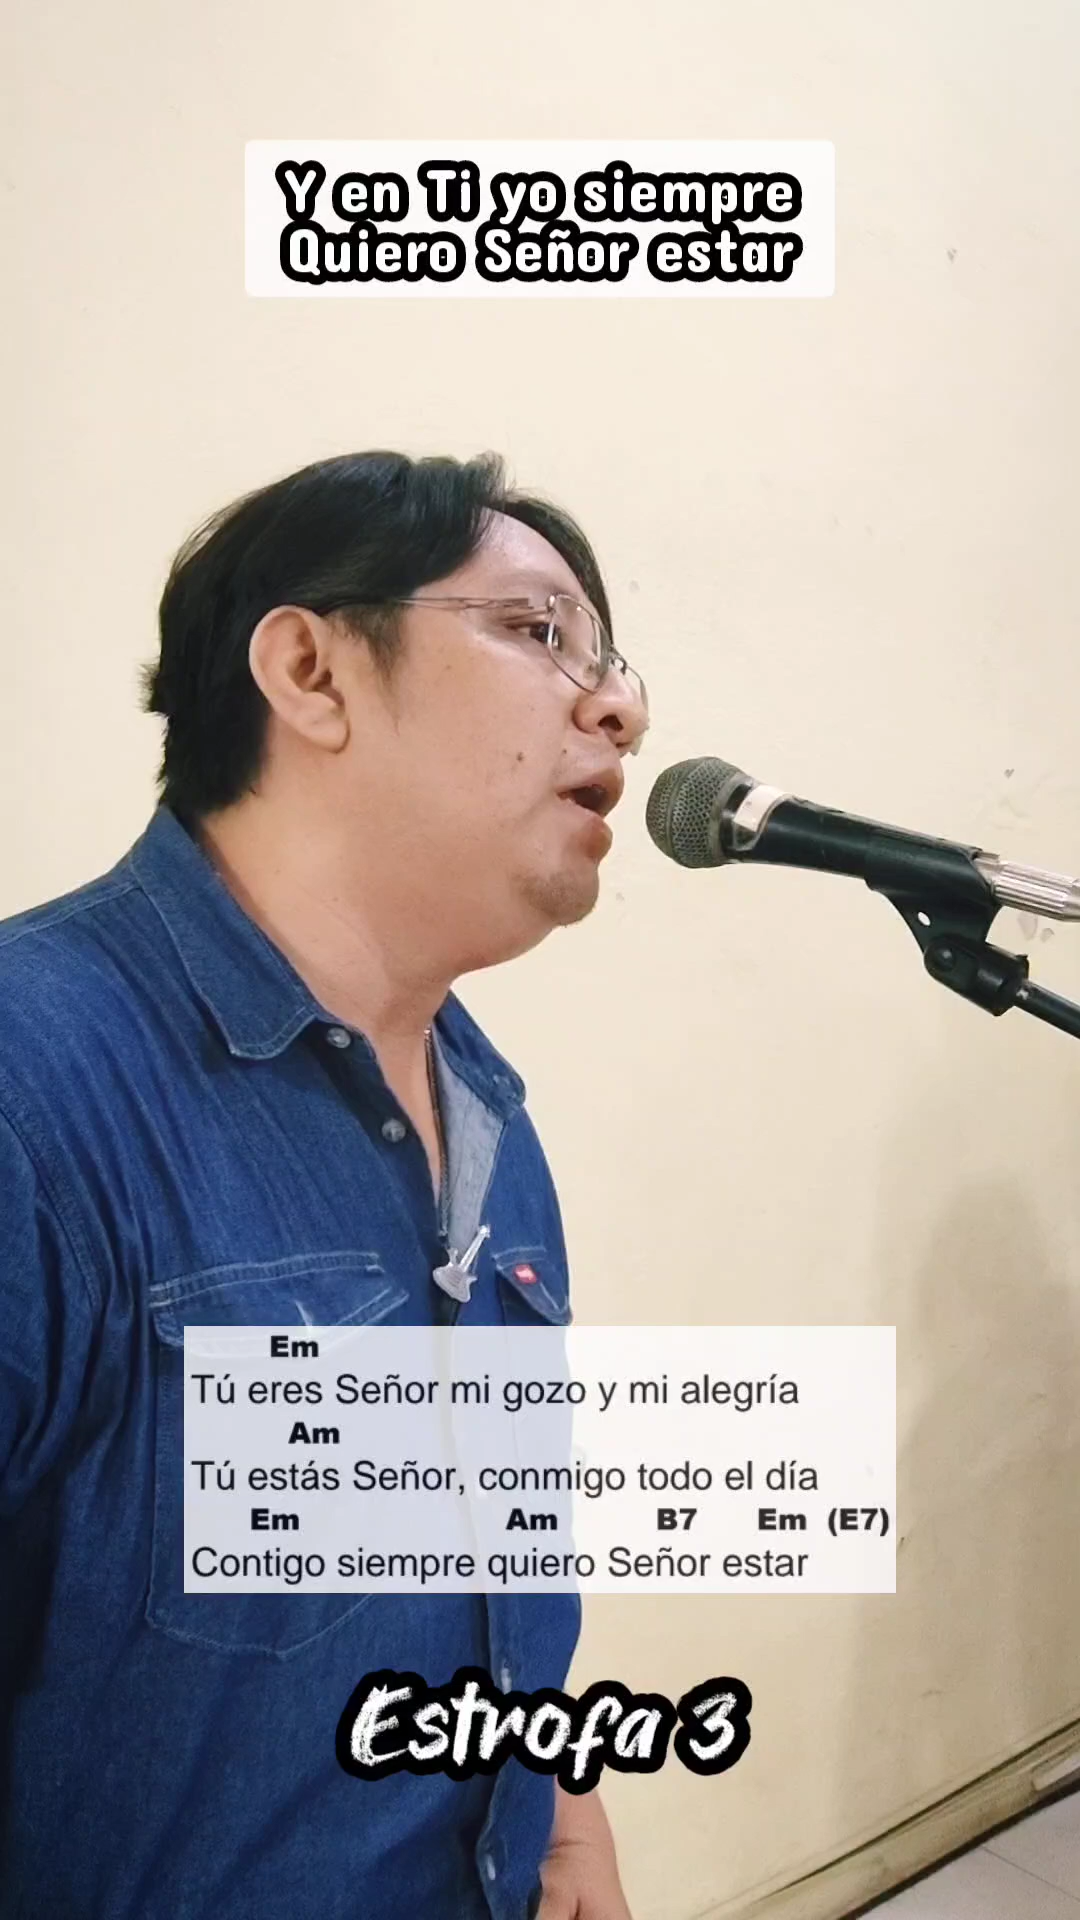 Y en Ti yo siempre
Quiero Señor estar
Em
Tú eres Señor mi gozo y mi alegría
Am
Tú estás Señor, conmigo todo el día
Em Am B7 Em (E7)
Contigo siempre quiero Señor estar
Estrofa 3